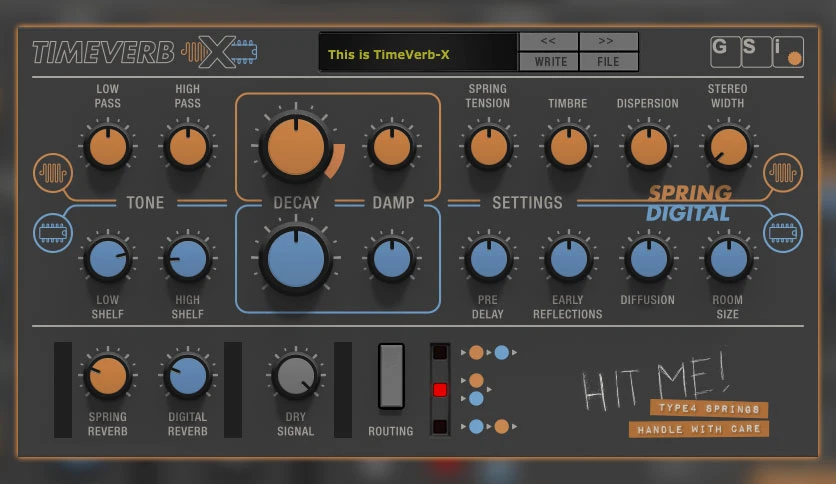 TIMEVERB X
This is TimeVerb-X
<< >>
WRITE FILE
GSi
LOW
PASS
HIGH
PASS
SPRING
TENSION
TIMBRE
DISPERSION
STEREO
WIDTH
TONE
DECAY
DAMP
SETTINGS
SPRING
DIGITAL
LOW
SHELF
HIGH
SHELF
PRE
DELAY
EARLY
REFLECTIONS
DIFFUSION
ROOM
SIZE
SPRING
REVERB
DIGITAL
REVERB
DRY
SIGNAL
ROUTING
HIT ME!
TYPE4 SPRINGS
HANDLE WITH CARE